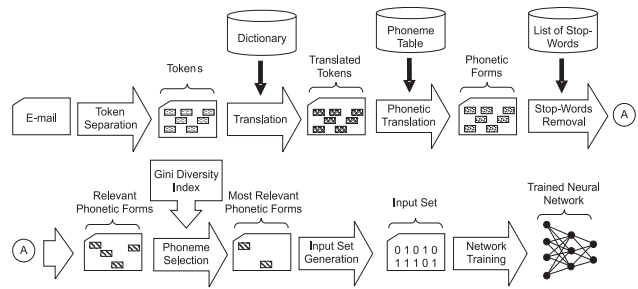 Dictionary
Phoneme
Table
List of Stop-
Words
Tokens
Translated
Tokens
Phonetic
Forms
E-mail
Token
Separation
Translation
Phonetic
Translation
Stop-Words
Removal
A
Gini Diversity
Index
Relevant
Phonetic Forms
Most Relevant
Phonetic Forms
Input Set
Trained Neural
Network
A
Phoneme
Selection
Input Set
Generation
0 1 0 1 0
1 1 1 0 1
Network
Training